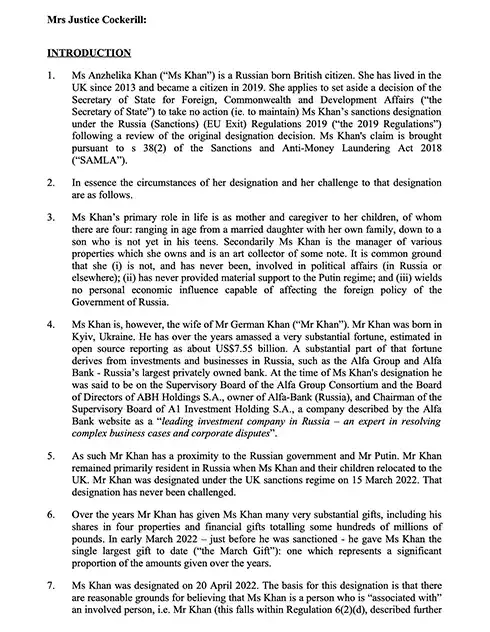 Mrs Justice Cockerill:
INTRODUCTION
1. Ms Anzhelika Khan (“Ms Khan”) is a Russian born British citizen. She has lived in the
UK since 2013 and became a citizen in 2019. She applies to set aside a decision of the
Secretary of State for Foreign, Commonwealth and Development Affairs (“the
Secretary of State”) to take no action (ie. to maintain) Ms Khan’s sanctions designation
under the Russia (Sanctions) (EU Exit) Regulations 2019 (“the 2019 Regulations”)
following a review of the original designation decision. Ms Khan's claim is brought
pursuant to s 38(2) of the Sanctions and Anti-Money Laundering Act 2018
(“SAMLA”).
2. In essence the circumstances of her designation and her challenge to that designation
are as follows.
3. Ms Khan’s primary role in life is as mother and caregiver to her children, of whom
there are four: ranging in age from a married daughter with her own family, down to a
son who is not yet in his teens. Secondarily Ms Khan is the manager of various
properties which she owns and is an art collector of some note. It is common ground
that she (i) is not, and has never been, involved in political affairs (in Russia or
elsewhere); (ii) has never provided material support to the Putin regime; and (iii) wields
no personal economic influence capable of affecting the foreign policy of the
Government of Russia.
4. Ms Khan is, however, the wife of Mr German Khan (“Mr Khan”). Mr Khan was born in
Kyiv, Ukraine. He has over the years amassed a very substantial fortune, estimated in
open source reporting as about US$7.55 billion. A substantial part of that fortune
derives from investments and businesses in Russia, such as the Alfa Group and Alfa
Bank - Russia’s largest privately owned bank. At the time of Ms Khan's designation he
was said to be on the Supervisory Board of the Alfa Group Consortium and the Board
of Directors of ABH Holdings S.A., owner of Alfa-Bank (Russia), and Chairman of the
Supervisory Board of A1 Investment Holding S.A., a company described by the Alfa
Bank website as a “leading investment company in Russia – an expert in resolving
complex business cases and corporate disputes”.
5. As such Mr Khan has a proximity to the Russian government and Mr Putin. Mr Khan
remained primarily resident in Russia when Ms Khan and their children relocated to the
UK. Mr Khan was designated under the UK sanctions regime on 15 March 2022. That
designation has never been challenged.
6. Over the years Mr Khan has given Ms Khan many very substantial gifts, including his
shares in four properties and financial gifts totalling some hundreds of millions of
pounds. In early March 2022 – just before he was sanctioned - he gave Ms Khan the
single largest gift to date (“the March Gift”): one which represents a significant
proportion of the amounts given over the years.
7. Ms Khan was designated on 20 April 2022. The basis for this designation is that there
are reasonable grounds for believing that Ms Khan is a person who is “associated with”
an involved person, i.e. Mr Khan (this falls within Regulation 6(2)(d), described further